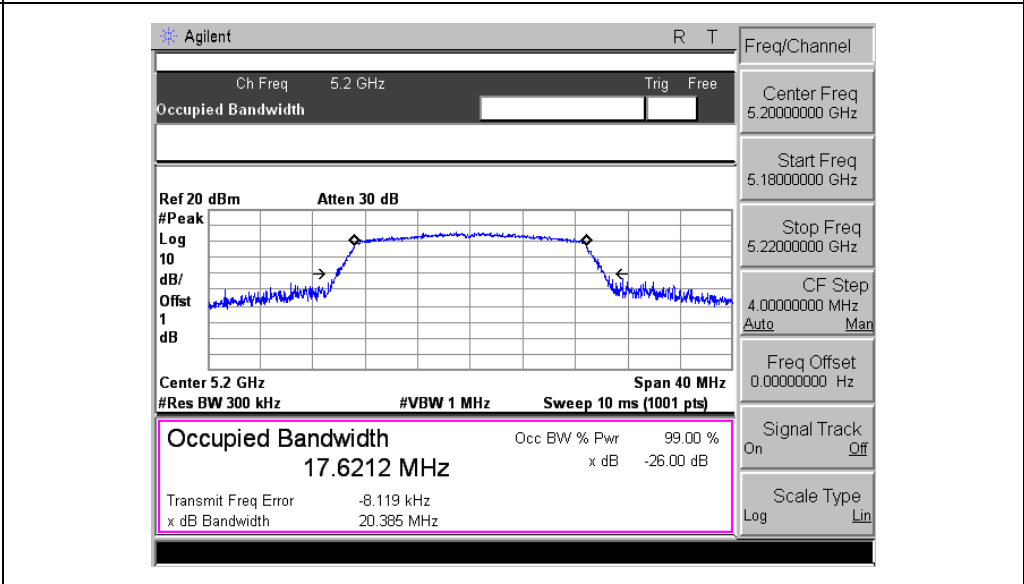 Agilent R T
Ch Freq 5.2 GHz Trig Free
Occupied Bandwidth
Ref 20 dBm Atten 30 dB
#Peak
Log
10
dB/
Offst
1
dB
Center 5.2 GHz Span 40 MHz
#Res BW 300 kHz #VBW 1 MHz Sweep 10 ms (1001 pts)
Occupied Bandwidth Occ BW % Pwr 99.00 %
17.6212 MHz x dB -26.00 dB
Transmit Freq Error -8.119 kHz
x dB Bandwidth 20.385 MHz
Freq/Channel
Center Freq
5.20000000 GHz
Start Freq
5.18000000 GHz
Stop Freq
5.22000000 GHz
CF Step
4.00000000 MHz
Auto Man
Freq Offset
0.00000000 Hz
Signal Track
On Off
Scale Type
Log Lin